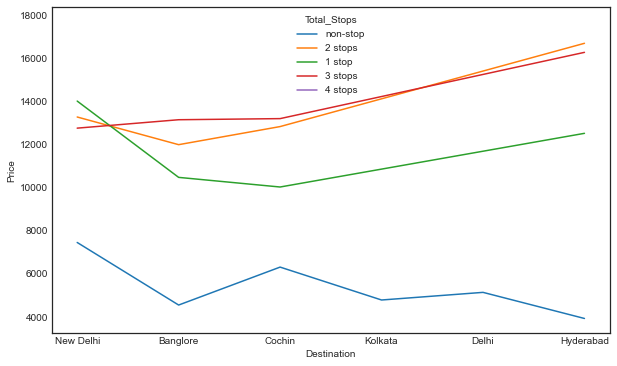 Total_Stops
non-stop
2 stops
1 stop
3 stops
4 stops
18000
16000
14000
12000
10000
8000
6000
4000
Price
New Delhi Banglore Cochin Kolkata Delhi Hyderabad
Destination